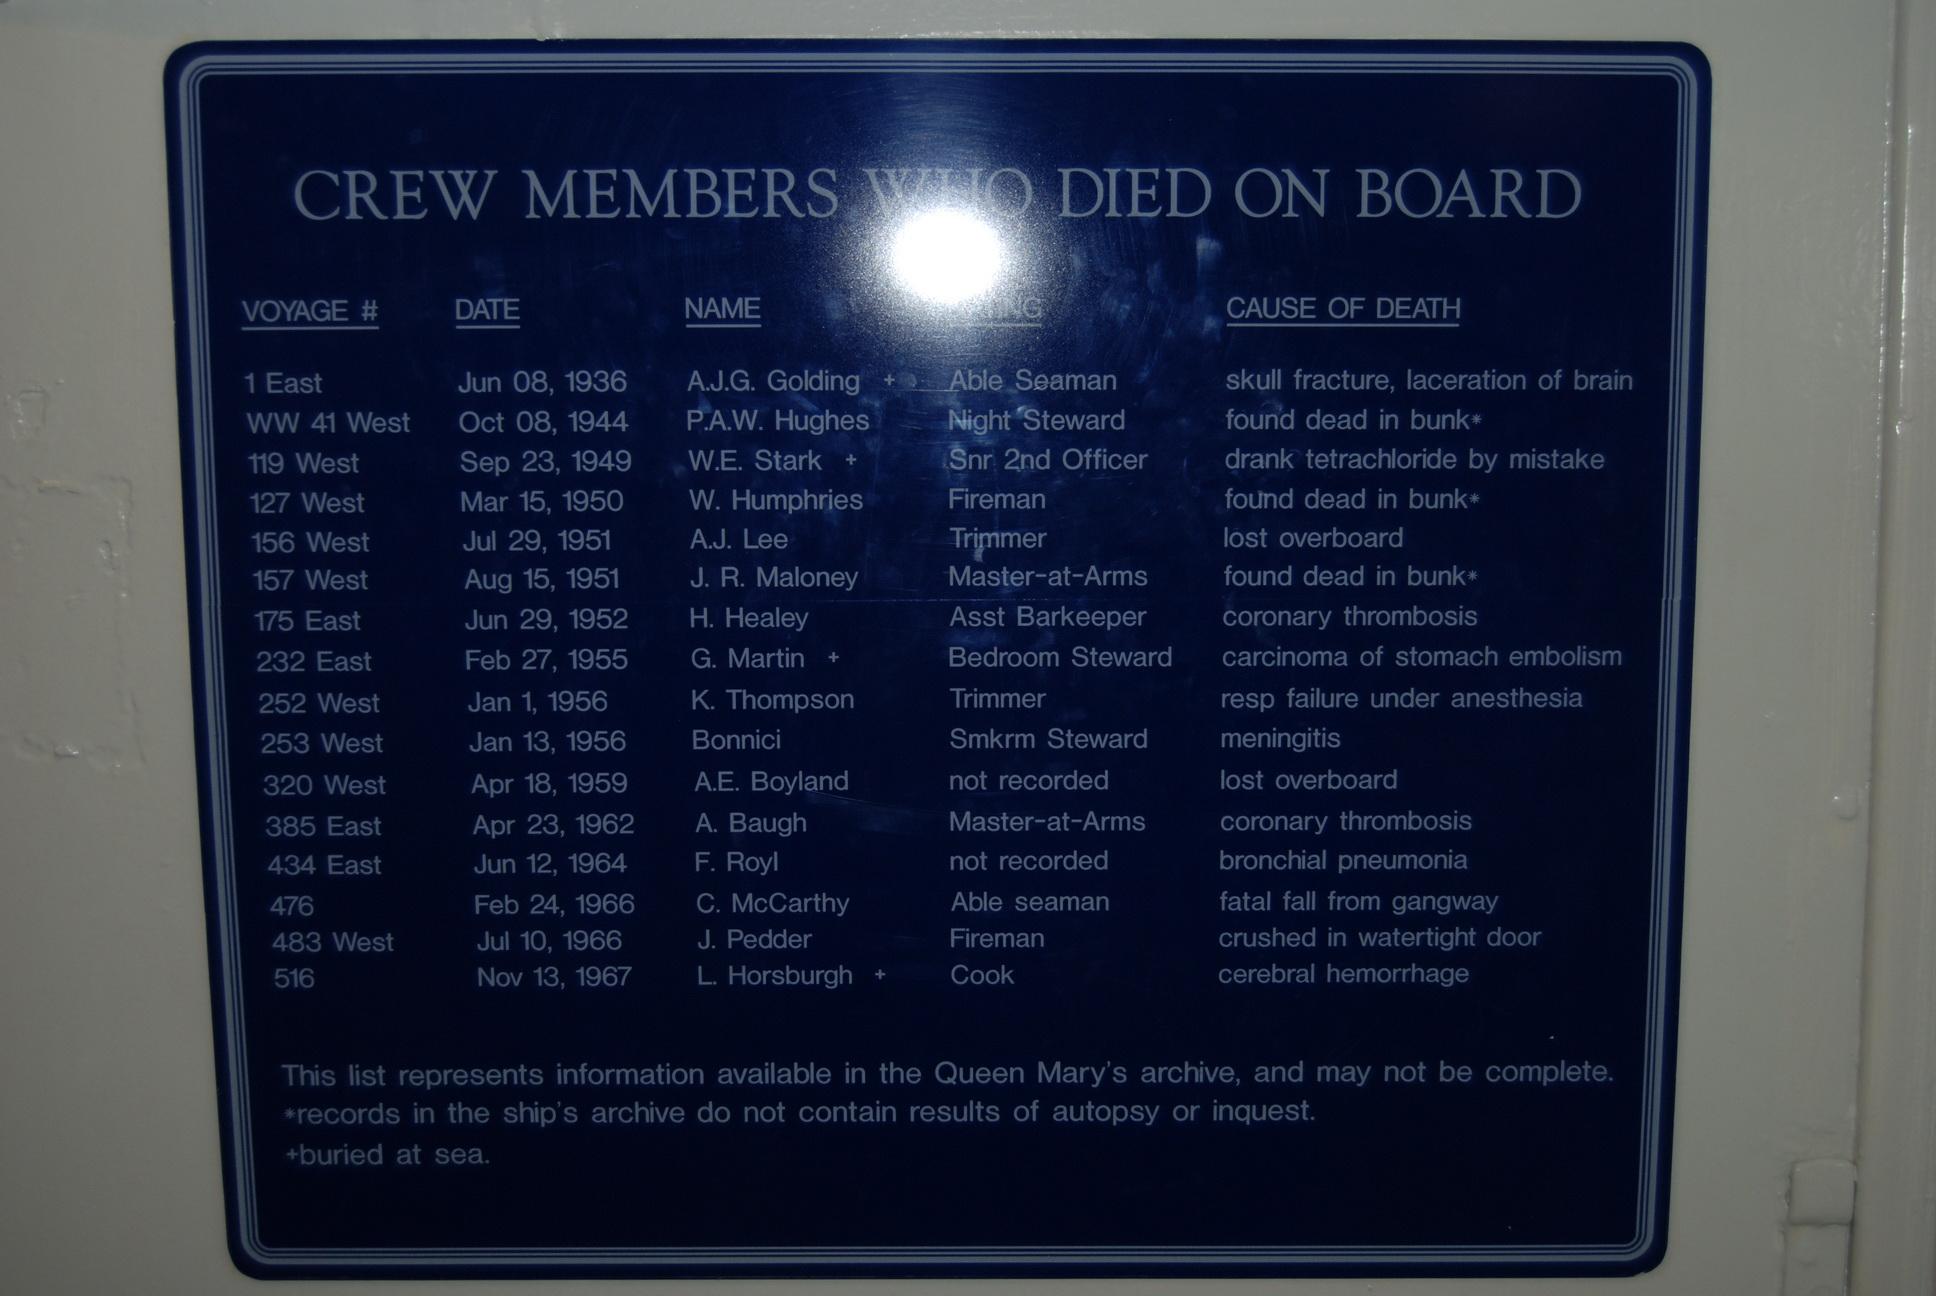 CREW MEMBERS WHO DIED ON BOARD
VOYAGE # DATE NAME CAUSE OF DEATH
1 East Jun 08, 1936 A.J.G. Golding + Able Seaman skull fracture, laceration of brain
WW 41 West Oct 08, 1944 P.A.W. Hughes Night Steward found dead in bunk*
119 West Sep 23, 1949 W.E. Stark + Snr 2nd Officer drank tetrachloride by mistake
127 West Mar 15, 1950 W. Humphries Fireman found dead in bunk*
156 West Jul 29, 1951 A.J. Lee Trimmer lost overboard
157 West Aug 15, 1951 J. R. Maloney Master-at-Arms found dead in bunk*
175 East Jun 29, 1952 H. Healey Asst Barkeeper coronary thrombosis
232 East Feb 27, 1955 G. Martin + Bedroom Steward carcinoma of stomach embolism
252 West Jan 1, 1956 K. Thompson Trimmer resp failure under anesthesia
253 West Jan 13, 1956 Bonnici Smkrm Steward meningitis
320 West Apr 18, 1959 A.E. Boyland not recorded lost overboard
385 East Apr 23, 1962 A. Baugh Master-at-Arms coronary thrombosis
434 East Jun 12, 1964 F. Royl not recorded bronchial pneumonia
476 Feb 24, 1966 C. McCarthy Able seaman fatal fall from gangway
483 West Jul 10, 1966 J. Pedder Fireman crushed in watertight door
516 Nov 13, 1967 L. Horsburgh + Cook cerebral hemorrhage
This list represents information available in the Queen Mary's archive, and may not be complete.
*records in the ship's archive do not contain results of autopsy or inquest.
+buried at sea.